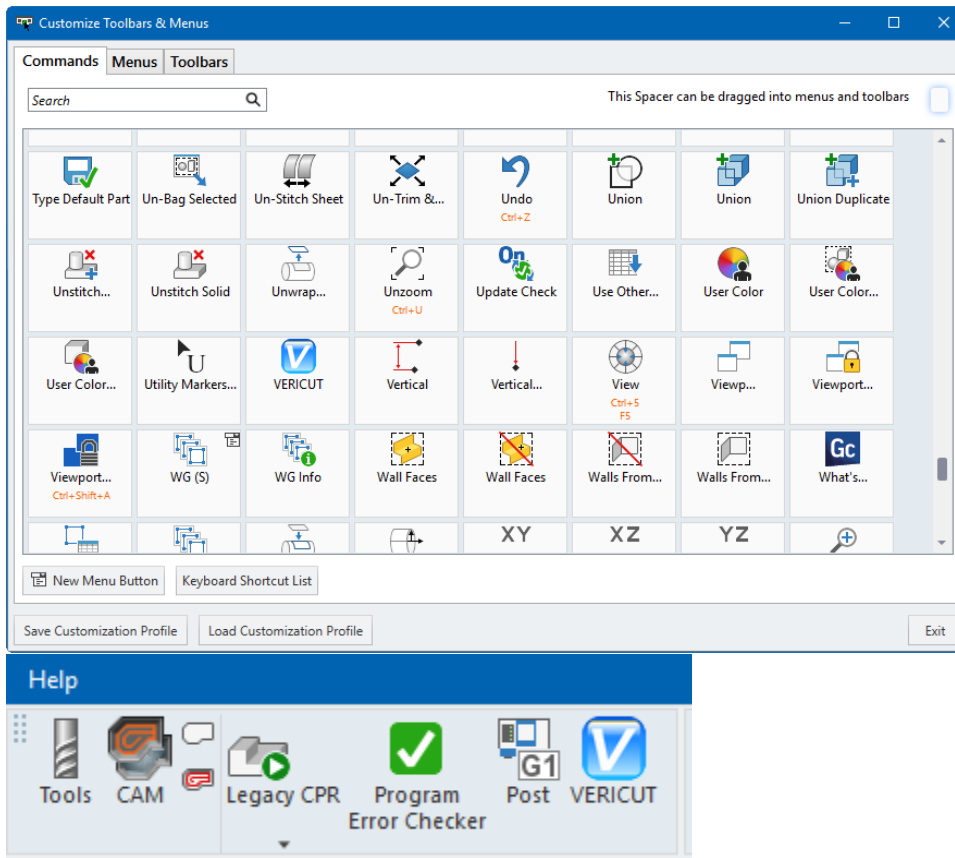 Customize Toolbars & Menus
Commands Menus Toolbars
Search
This Spacer can be dragged into menus and toolbars
Type Default Part Un-Bag Selected Un-Stitch Sheet Un-Trim &... Undo Union Union Union Duplicate
Ctrl+Z
On
Unstitch... Unstitch Solid Unwrap... Unzoom Update Check Use Other... User Color User Color...
Ctrl+U
U V
User Color... Utility Markers... VERICUT Vertical Vertical... View Viewp... Viewport...
Ctrl+5
F5
Gc
Viewport... WG (S) WG Info Wall Faces Wall Faces Walls From... Walls From... What's...
Ctrl+Shift+A
XY XZ YZ
New Menu Button Keyboard Shortcut List
Save Customization Profile Load Customization Profile Exit
Help
G1 V
Tools CAM Legacy CPR Program Post VERICUT
Error Checker